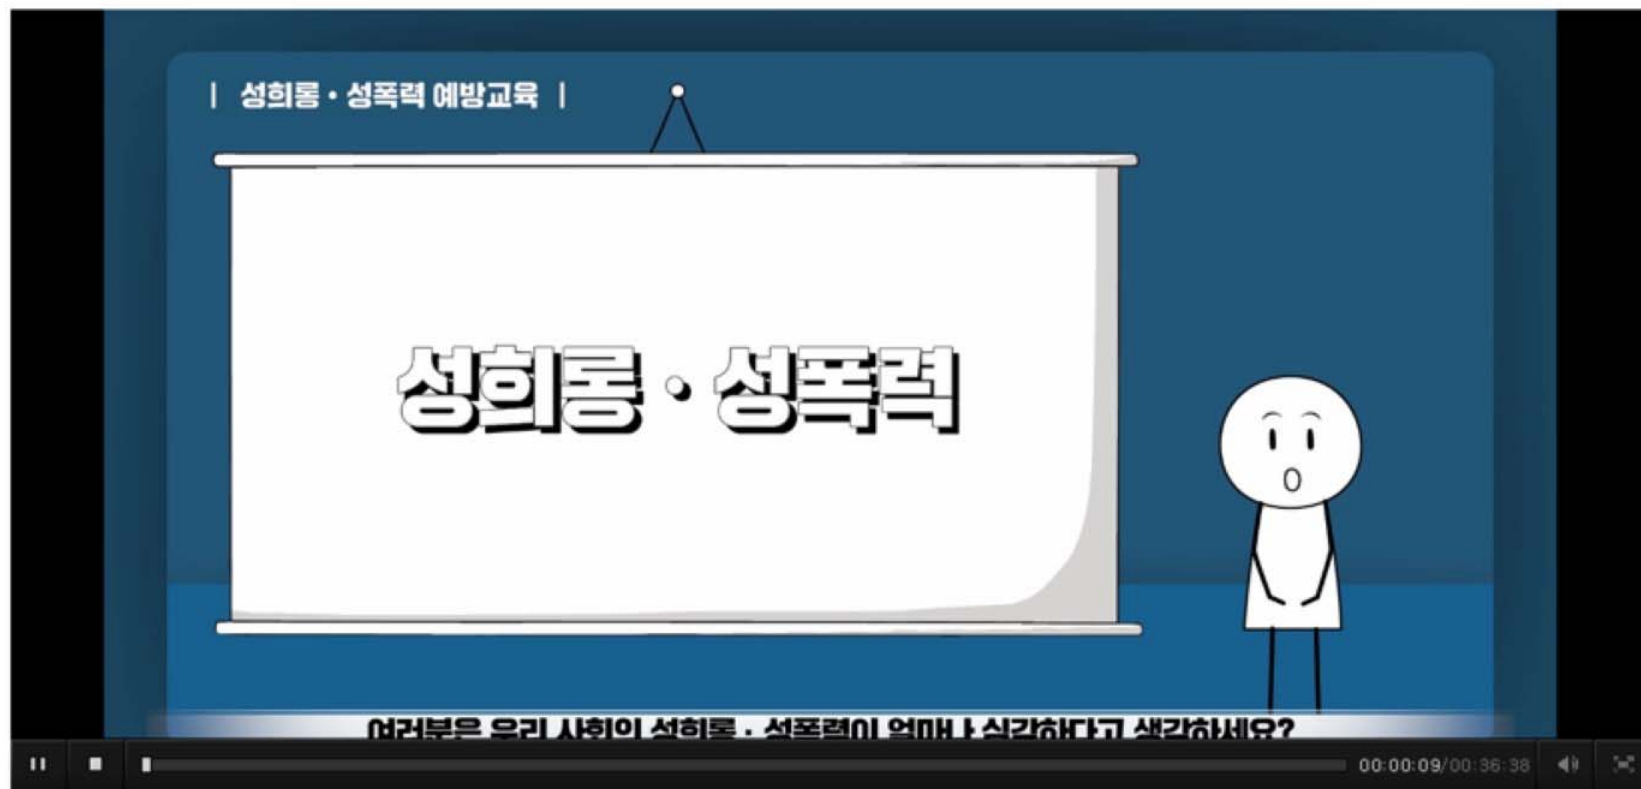 | 성희롱 • 성폭력 예방교육 |
성희롱 • 성폭력
여러분은 우리 사회의 성희롱 • 성폭력이 얼마나 심각하다고 생각하세요?
00:00:09/00:36:38